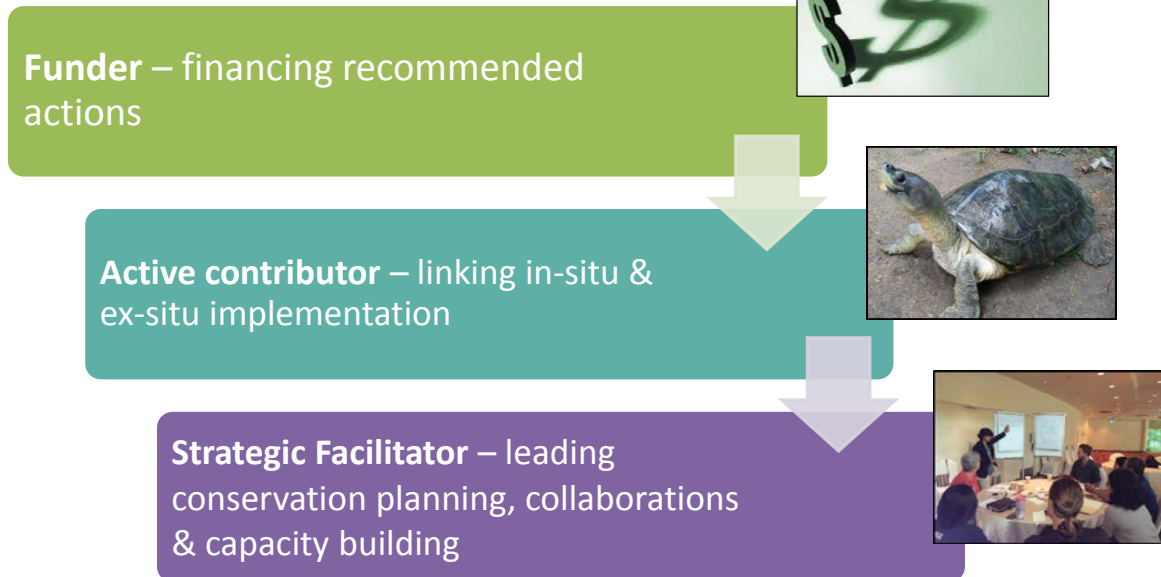 Funder – financing recommended
actions
Active contributor – linking in-situ &
ex-situ implementation
Strategic Facilitator – leading
conservation planning, collaborations
& capacity building